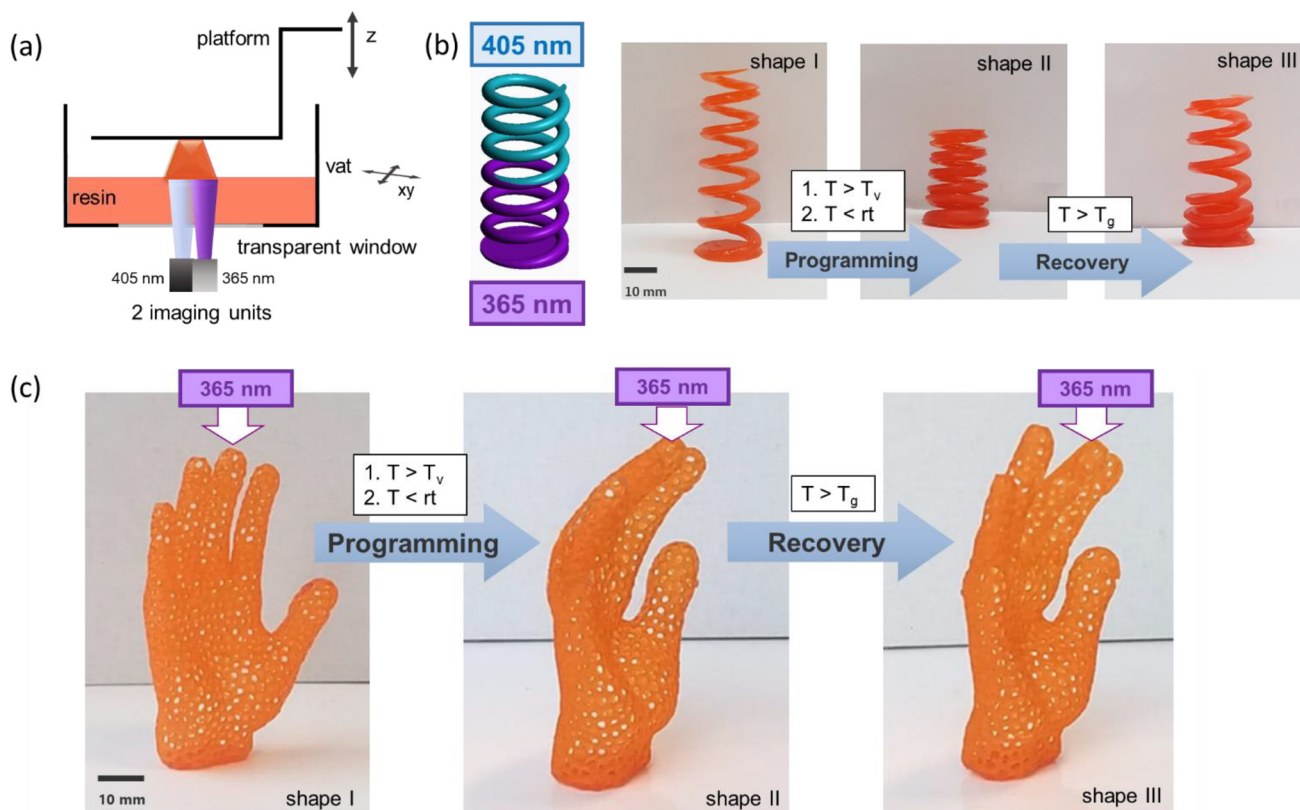 (a)
platform
z
resin
vat
xy
transparent window
405 nm
365 nm
2 imaging units
(b)
405 nm
365 nm
shape I
10 mm
1. T > Tᵥ
2. T < rt
Programming
shape II
T > T_g
Recovery
shape III
(c)
365 nm
10 mm
shape I
1. T > Tᵥ
2. T < rt
Programming
365 nm
shape II
T > T_g
Recovery
365 nm
shape III